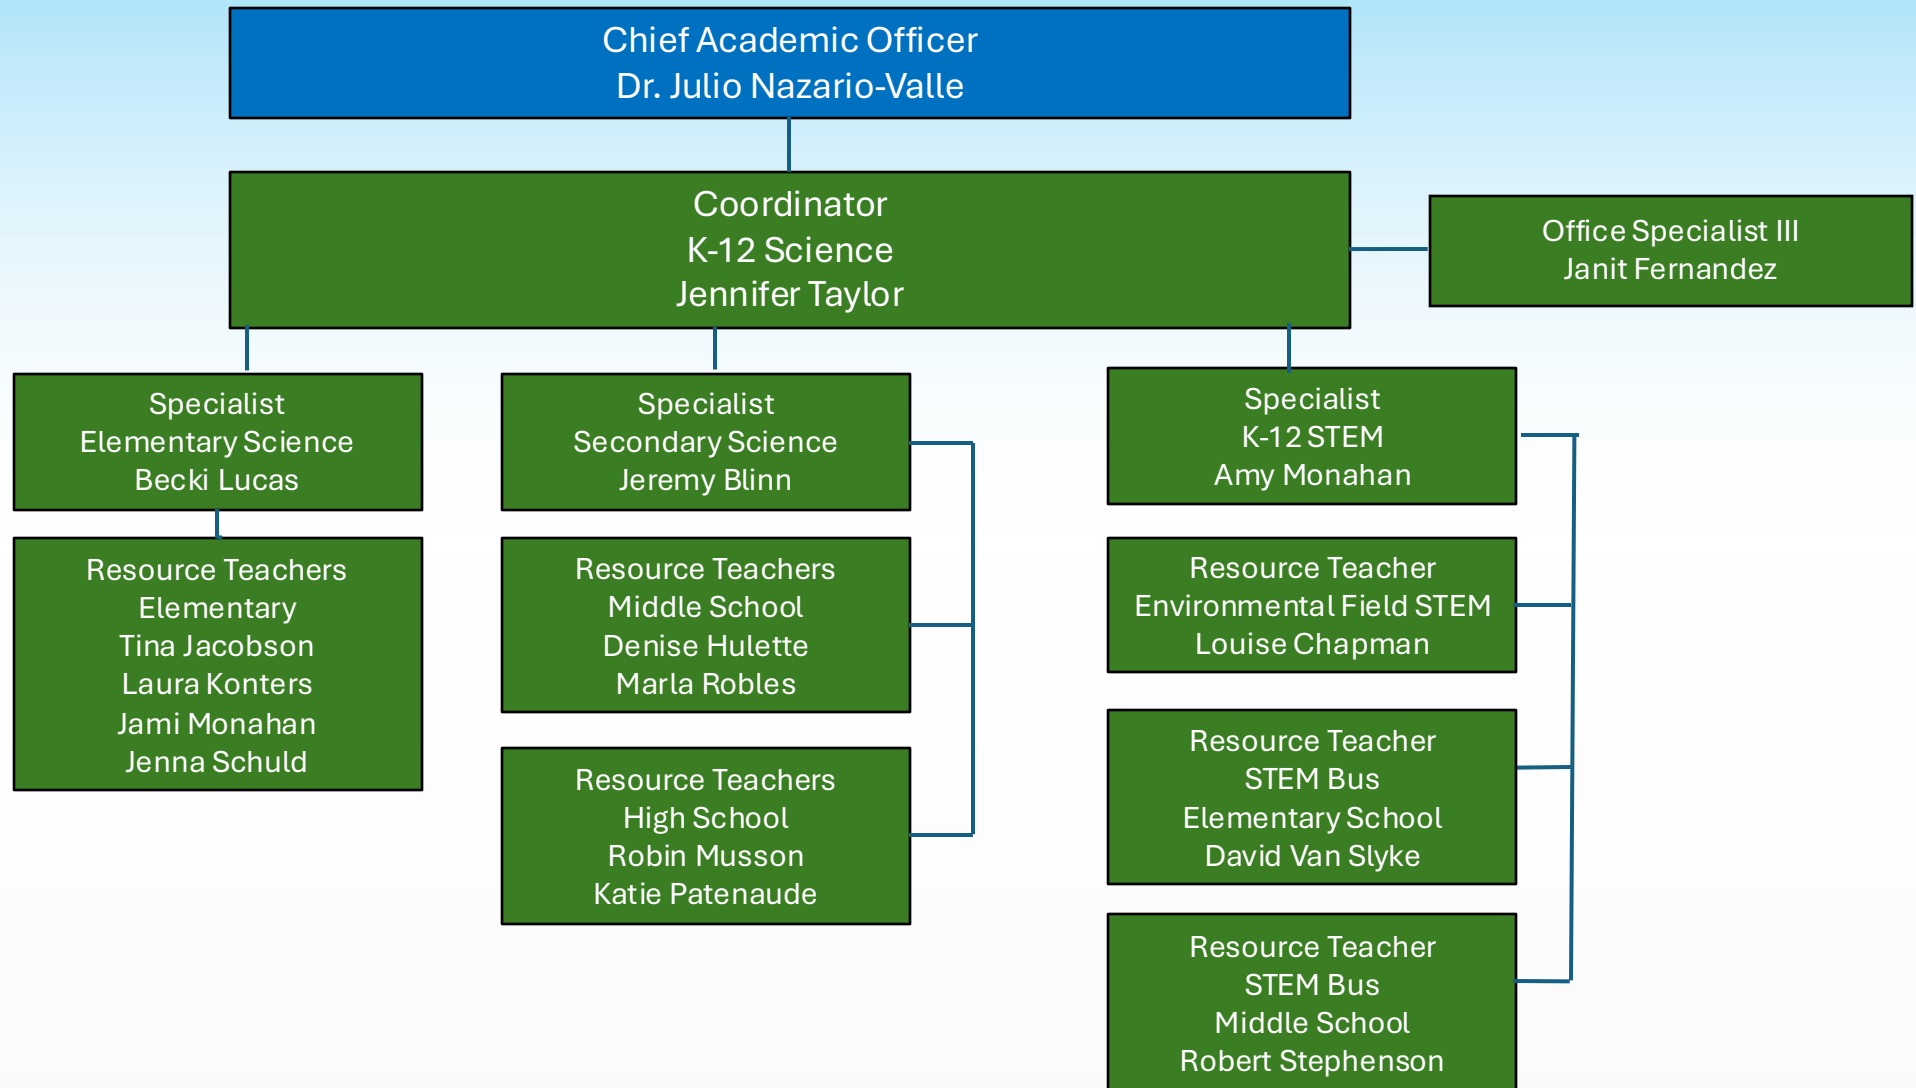 Chief Academic Officer
Dr. Julio Nazario-Valle
Coordinator
K-12 Science
Jennifer Taylor
Office Specialist III
Janit Fernandez
Specialist
Elementary Science
Becki Lucas
Resource Teachers
Elementary
Tina Jacobson
Laura Konters
Jami Monahan
Jenna Schuld
Specialist
Secondary Science
Jeremy Blinn
Resource Teachers
Middle School
Denise Hulette
Marla Robles
Resource Teachers
High School
Robin Musson
Katie Patenaude
Specialist
K-12 STEM
Amy Monahan
Resource Teacher
Environmental Field STEM
Louise Chapman
Resource Teacher
STEM Bus
Elementary School
David Van Slyke
Resource Teacher
STEM Bus
Middle School
Robert Stephenson